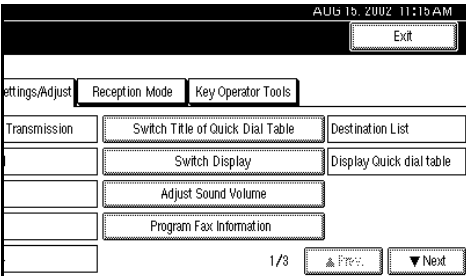 AUG 15. 2002 11:15AM
Exit
ettings/Adjust Reception Mode Key Operator Tools
Transmission Switch Title of Quick Dial Table Destination List
Switch Display Display Quick dial table
Adjust Sound Volume
Program Fax Information
1/3 ▲ Prev. ▼ Next